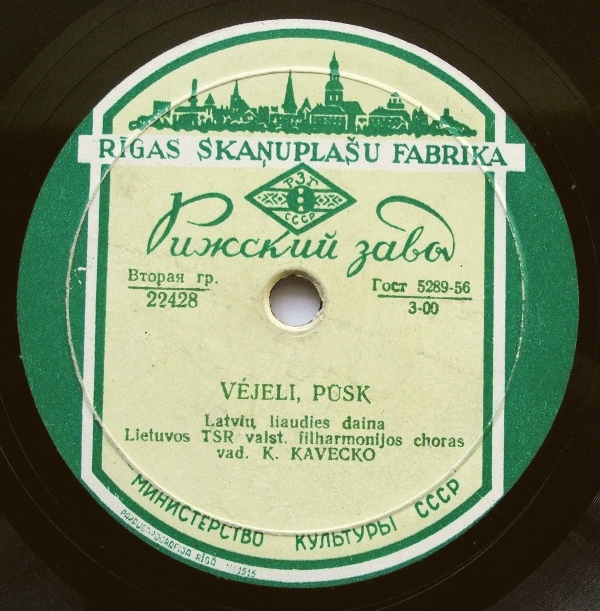 RĪGAS SKAŅUPLAŠU FABRIKA
РЗГ
СССР
Рижский завод
Вторая гр.
22428
Гост 5289-56
3-00
VĖJELI, PŪSK
Latvių liaudies daina
Lietuvos TSR valst. filharmonijos choras
vad. K. KAVECKO
МИНИСТЕРСТВО КУЛЬТУРЫ СССР
RĪGĀ